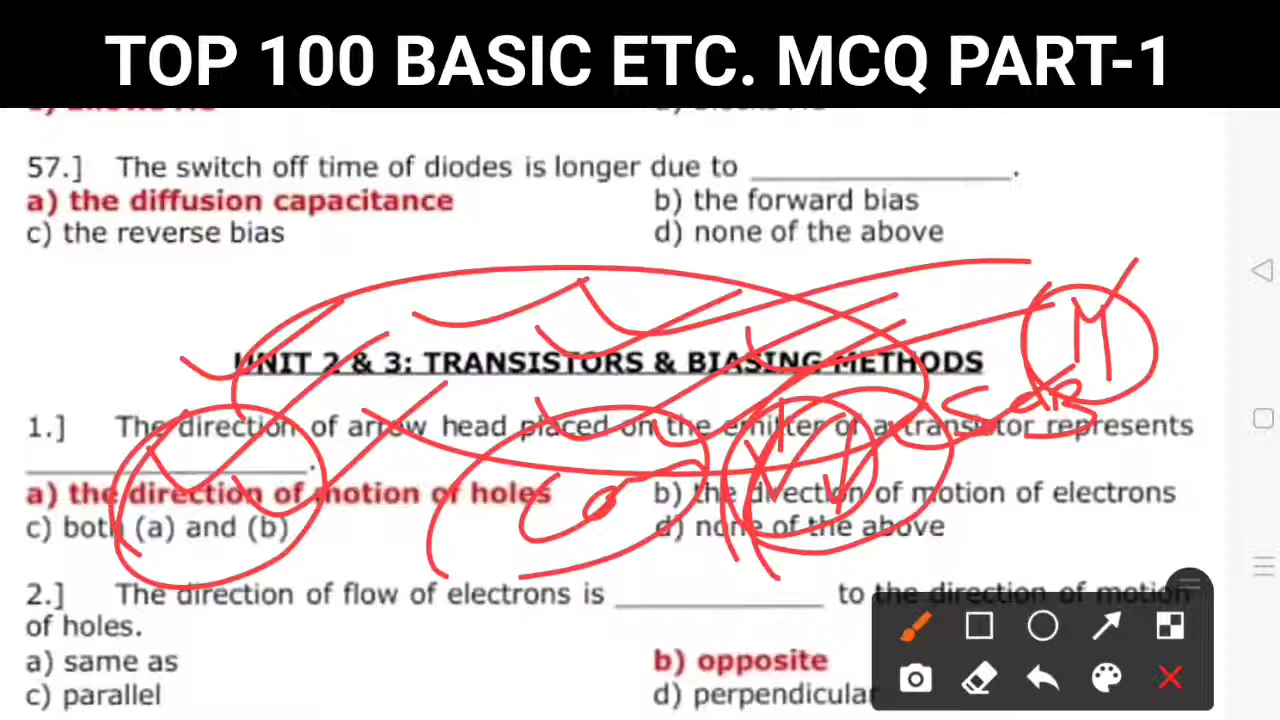 TOP 100 BASIC ETC. MCQ PART-1
57.] The switch off time of diodes is longer due to ____________________.
a) the diffusion capacitance b) the forward bias
c) the reverse bias d) none of the above
UNIT 2 & 3: TRANSISTORS & BIASING METHODS
1.] The direction of arrow head placed on the emitter of a transistor represents
____________________.
a) the direction of motion of holes b) the direction of motion of electrons
c) both (a) and (b) d) none of the above
2.] The direction of flow of electrons is ______________ to the direction of motion
of holes.
a) same as b) opposite
c) parallel d) perpendicular